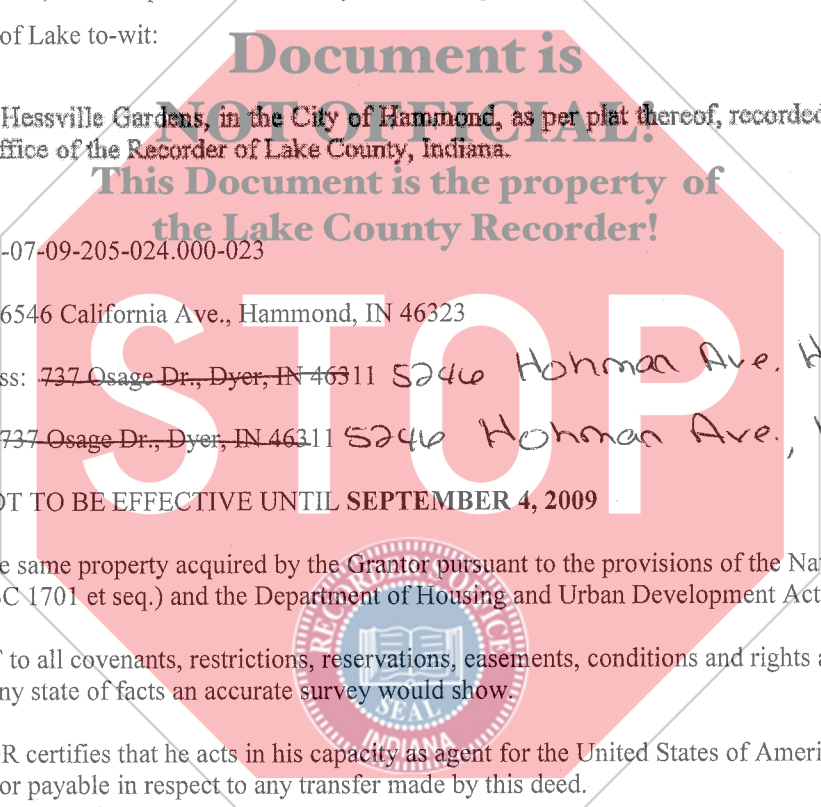 of Lake to-wit:
Document is
NOT OFFICIAL!
Hessville Gardens, in the City of Hammond, as per plat thereof, recorded
ffice of the Recorder of Lake County, Indiana.
This Document is the property of
the Lake County Recorder!
-07-09-205-024.000-023
6546 California Ave., Hammond, IN 46323
STOP
ss: 737 Osage Dr., Dyer, IN 46311 5246 Hohman Ave. H
737 Osage Dr., Dyer, IN 46311 5246 Hohman Ave.,
OT TO BE EFFECTIVE UNTIL SEPTEMBER 4, 2009
e same property acquired by the Grantor pursuant to the provisions of the Na
SC 1701 et seq.) and the Department of Housing and Urban Development Act
T to all covenants, restrictions, reservations, easements, conditions and rights a
ny state of facts an accurate survey would show.
RECORDER'S OFFICE
SEAL
INDIANA
OR certifies that he acts in his capacity as agent for the United States of Ameri
or payable in respect to any transfer made by this deed.